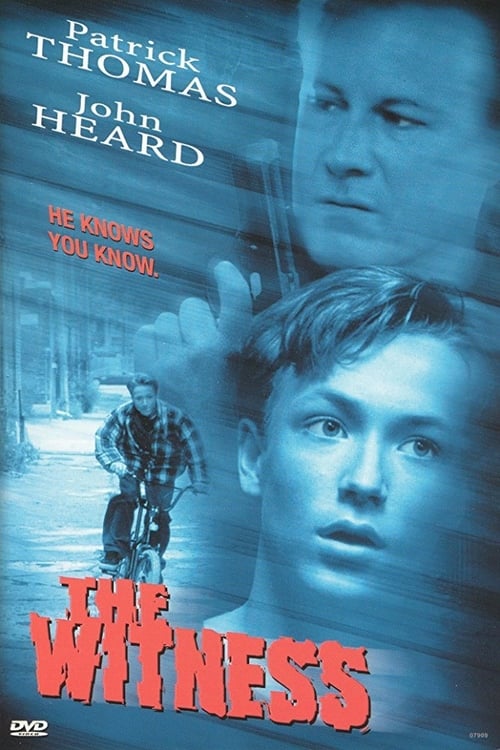 Patrick
THOMAS
John
HEARD
HE KNOWS
YOU KNOW.
THE
WITNESS
DVD
VIDEO
07909